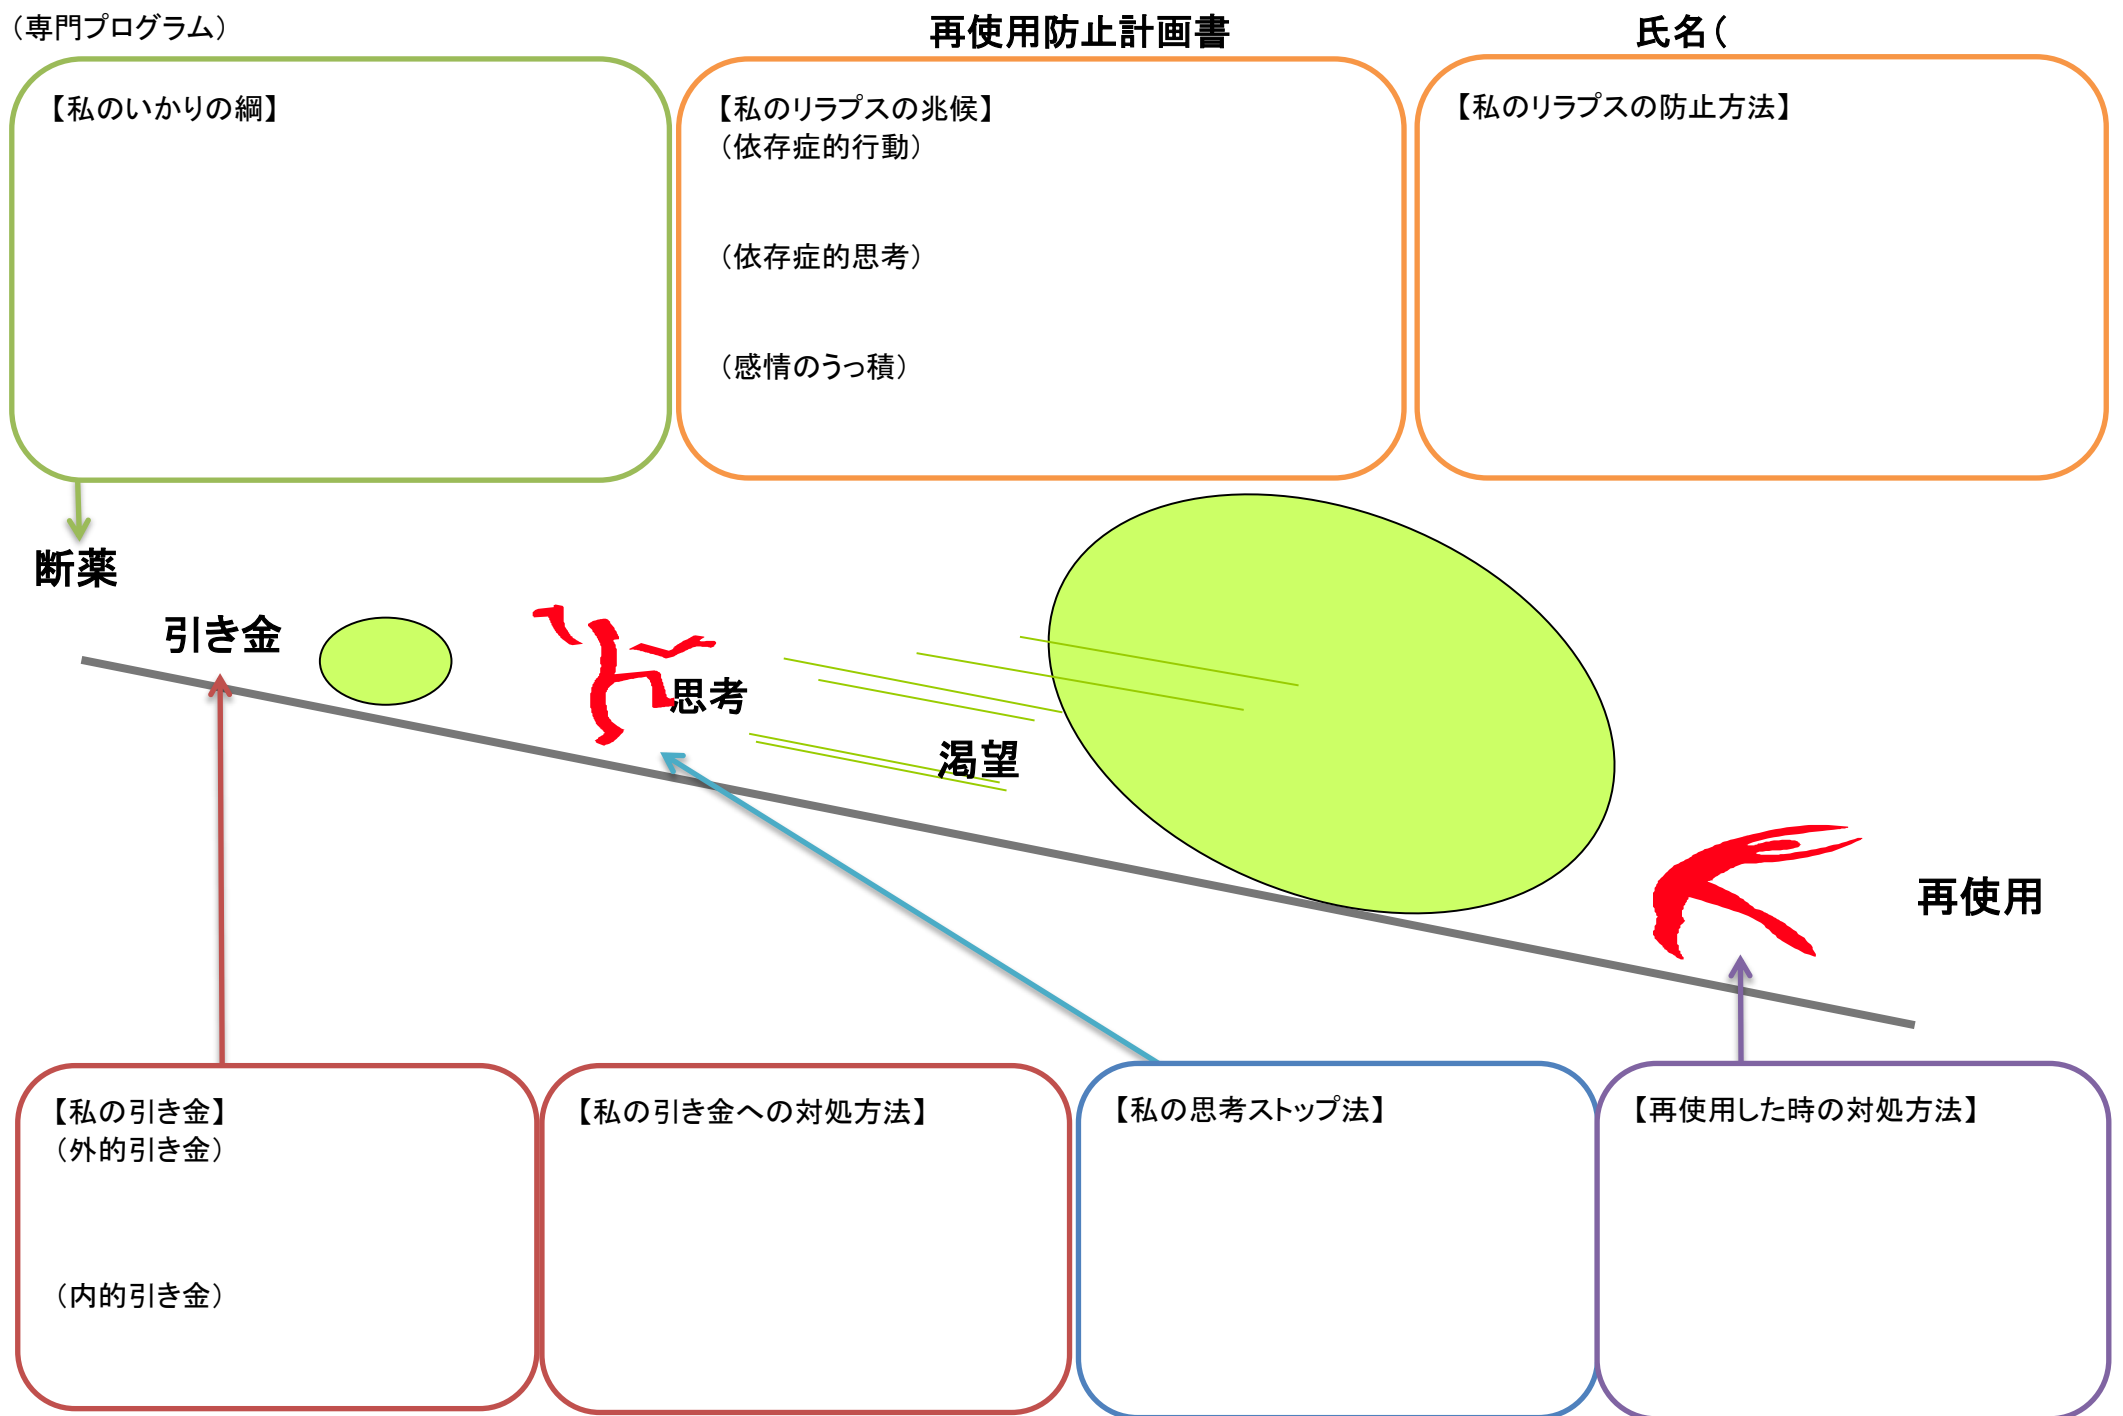 （専門プログラム）
再使用防止計画書
氏名（
【私のいかりの綱】
【私のリラプスの兆候】
（依存症的行動）
（依存症的思考）
（感情のうっ積）
【私のリラプスの防止方法】
断薬
引き金
思考
渇望
再使用
【私の引き金】
（外的引き金）
（内的引き金）
【私の引き金への対処方法】
【私の思考ストップ法】
【再使用した時の対処方法】